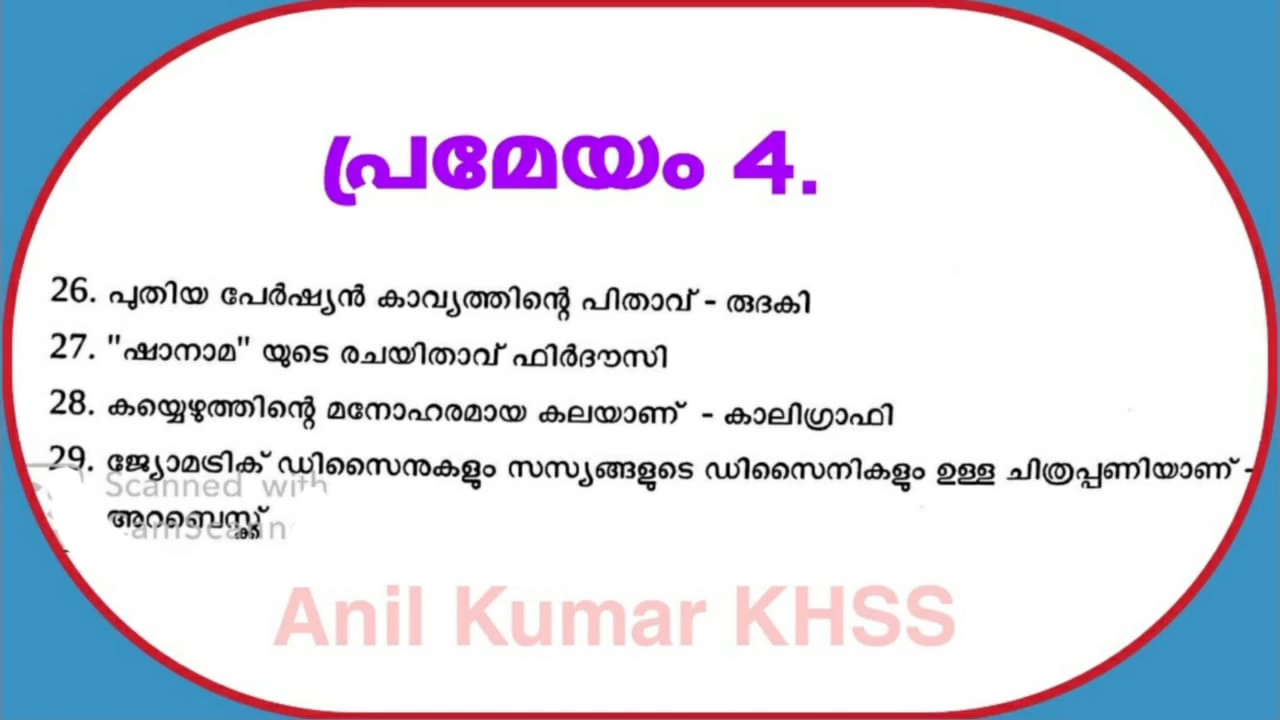 പ്രമേയം 4.
26. പുതിയ പേർഷ്യൻ കാവ്യത്തിന്റെ പിതാവ് - രുദകി
27. "ഷാനാമ" യുടെ രചയിതാവ് ഫിർദൗസി
28. കയ്യെഴുത്തിന്റെ മനോഹരമായ കലയാണ് - കാലിഗ്രാഫി
29. ജ്യോമട്രിക് ഡിസൈനുകളും സസ്യങ്ങളുടെ ഡിസൈനികളും ഉള്ള ചിത്രപ്പണിയാണ് -
Scanned with
അറബെസ്ക്
Anil Kumar KHSS